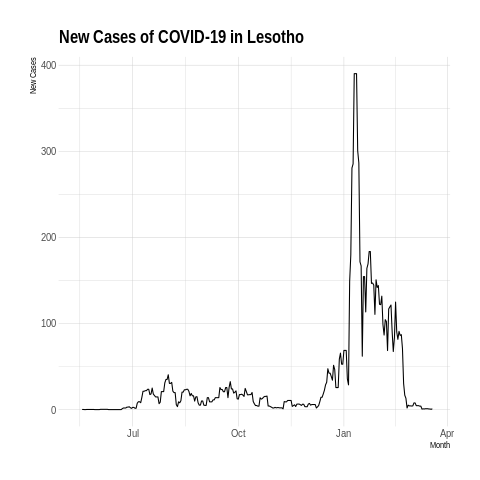 New Cases of COVID-19 in Lesotho
New Cases
400
300
200
100
0
Jul
Oct
Jan
Apr
Month